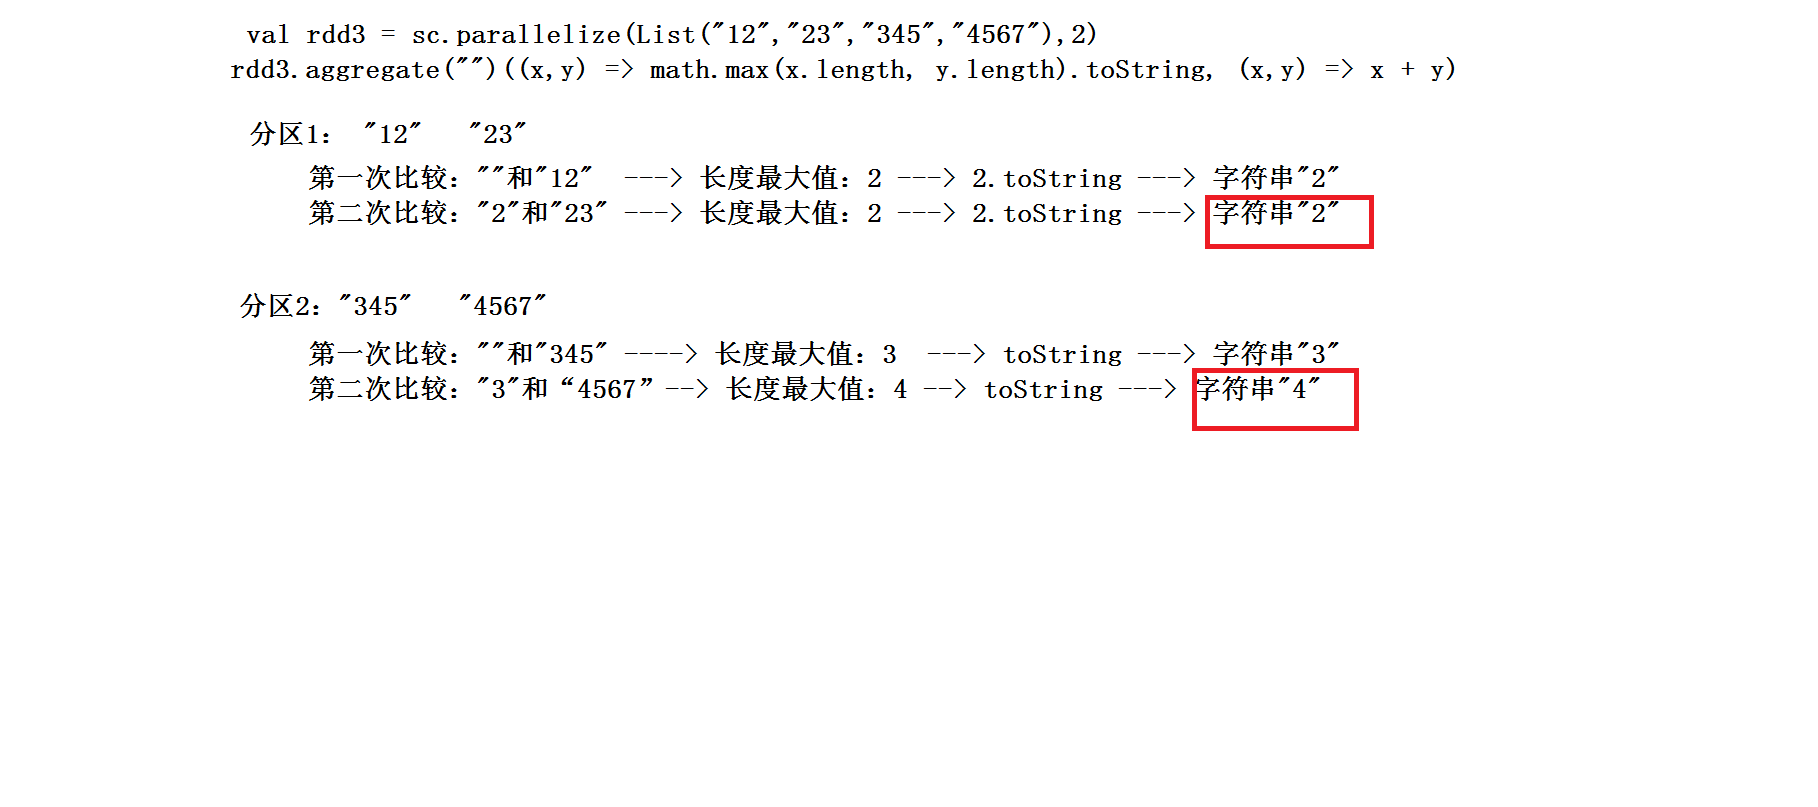 val rdd3 = sc.parallelize(List("12","23","345","4567"),2)
rdd3.aggregate("")((x,y) => math.max(x.length, y.length).toString, (x,y) => x + y)
分区1： "12" "23"
第一次比较：""和"12" ---> 长度最大值：2 ---> 2.toString ---> 字符串"2"
第二次比较："2"和"23" ---> 长度最大值：2 ---> 2.toString ---> 字符串"2"
分区2："345" "4567"
第一次比较：""和"345" ----> 长度最大值：3 ---> toString ---> 字符串"3"
第二次比较："3"和“4567”--> 长度最大值：4 --> toString ---> 字符串"4"